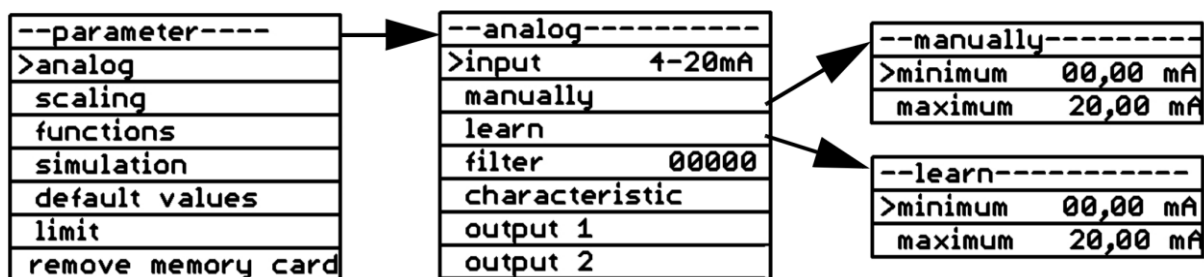 --parameter----
>analog
scaling
functions
simulation
default values
limit
remove memory card
--analog-----------
>input 4-20mA
manually
learn
filter 00000
characteristic
output 1
output 2
--manually---------
>minimum 00,00 mA
maximum 20,00 mA
--learn-----------
>minimum 00,00 mA
maximum 20,00 mA